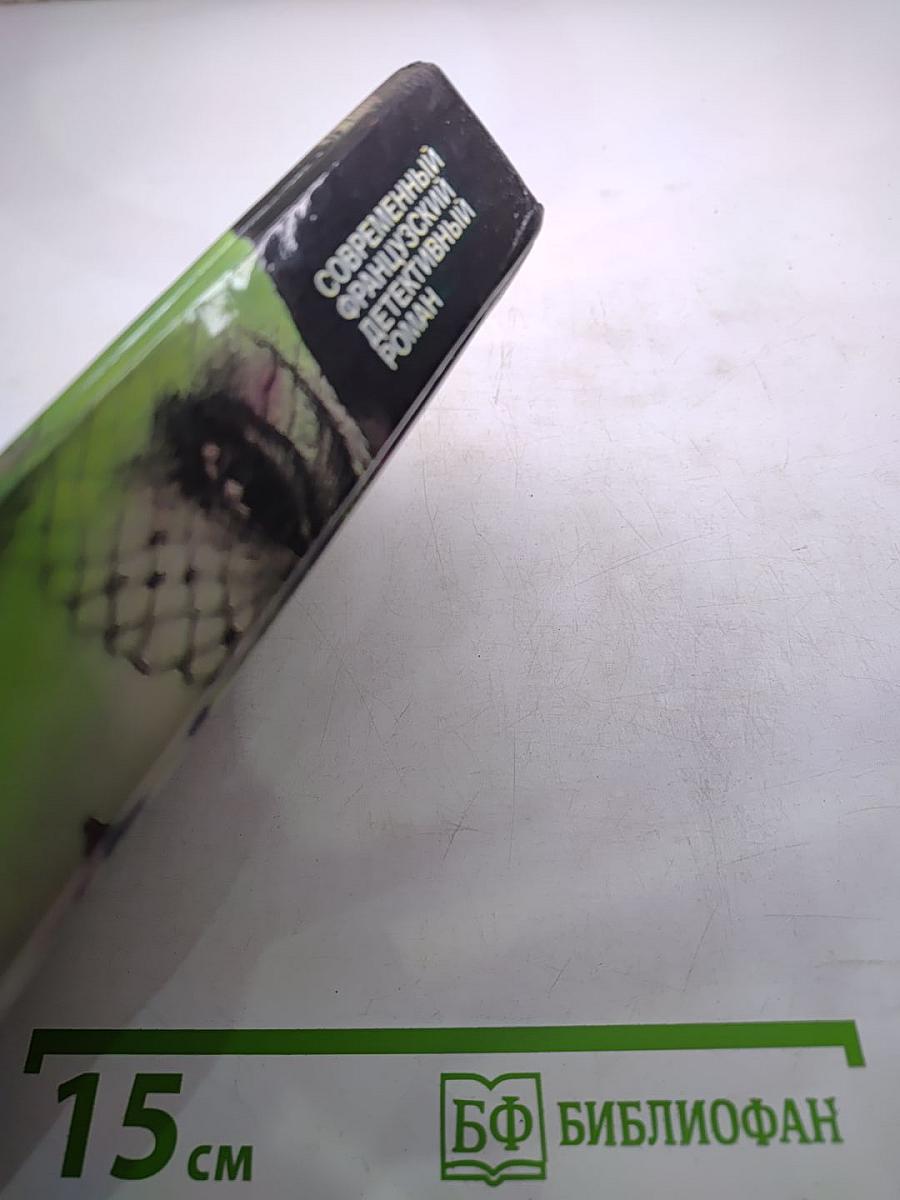 СОВРЕМЕННЫЙ
ФРАНЦУЗСКИЙ
ДЕТЕКТИВНЫЙ
РОМАН
15 см
БФ БИБЛИОФАН